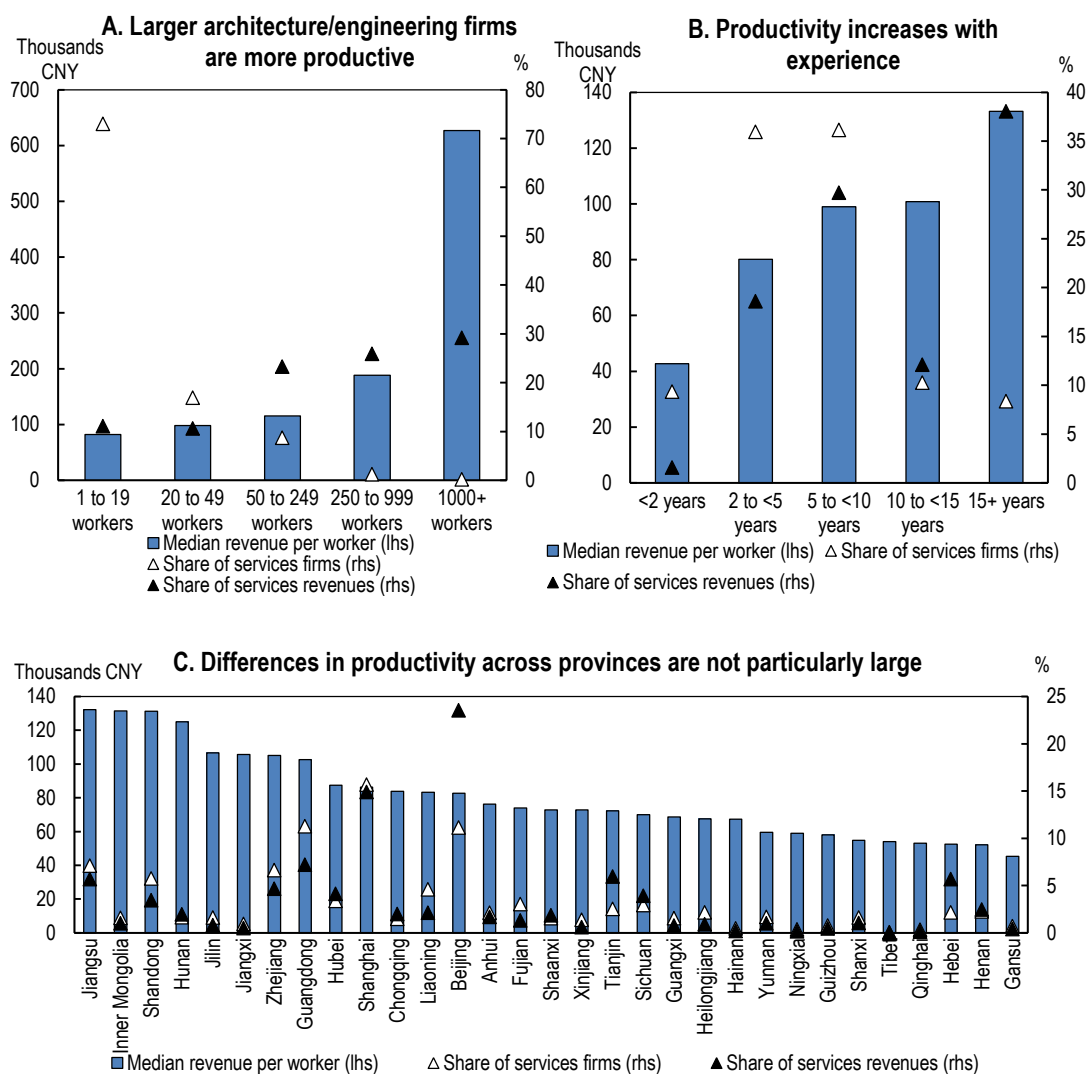 A. Larger architecture/engineering firms
are more productive
Thousands
CNY
%
700
600
500
400
300
200
100
0
80
70
60
50
40
30
20
10
0
1 to 19
workers
20 to 49
workers
50 to 249
workers
250 to 999
workers
1000+
workers
Median revenue per worker (lhs)
Share of services firms (rhs)
Share of services revenues (rhs)
B. Productivity increases with
experience
Thousands
CNY
%
140
120
100
80
60
40
20
0
40
35
30
25
20
15
10
5
0
<2 years
2 to <5
years
5 to <10
years
10 to <15
years
15+ years
Median revenue per worker (lhs)
Share of services firms (rhs)
Share of services revenues (rhs)
C. Differences in productivity across provinces are not particularly large
Thousands CNY
%
140
120
100
80
60
40
20
0
25
20
15
10
5
0
Jiangsu
Inner Mongolia
Shandong
Hunan
Jilin
Jiangxi
Zhejiang
Guangdong
Hubei
Shanghai
Chongqing
Liaoning
Beijing
Anhui
Fujian
Shaanxi
Xinjiang
Tianjin
Sichuan
Guangxi
Heilongjiang
Hainan
Yunnan
Ningxia
Guizhou
Shanxi
Tibet
Qinghai
Hebei
Henan
Gansu
Median revenue per worker (lhs)
Share of services firms (rhs)
Share of services revenues (rhs)